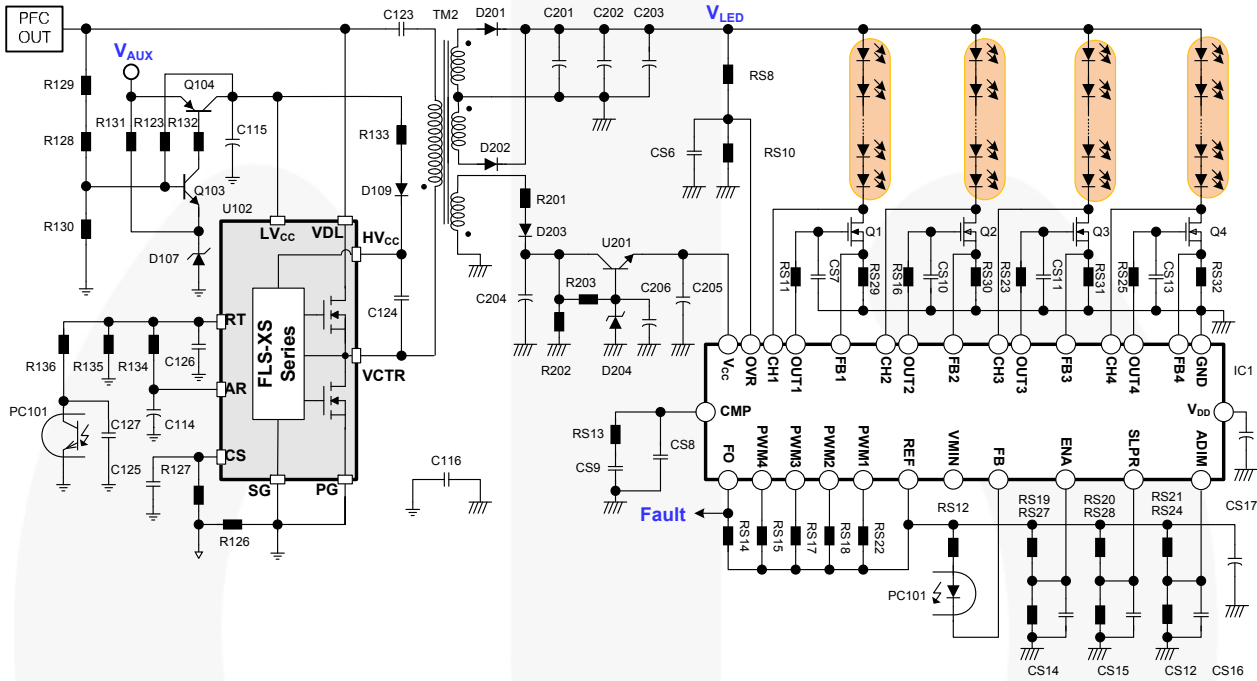 PFC
OUT
C123
TM2
D201
C201
C202
C203
V_LED
V_AUX
R129
Q104
R128
R131
R123
R132
C115
R133
D202
RS8
CS6
RS10
Q103
D109
R130
U102
LVCC
VDL
HVCC
D107
R201
D203
U201
Q1
Q2
Q3
Q4
C204
R203
C206
C205
RS11
CS7
RS29
RS16
CS10
RS30
RS23
CS11
RS31
RS25
CS13
RS32
C124
RT
FLS-XS
Series
VCTR
R202
D204
R136
R135
R134
C126
AR
PC101
C127
C114
C125
R127
CS
SG
PG
R126
C116
VCC
OVR
CH1
OUT1
FB1
CH2
OUT2
FB2
CH3
OUT3
FB3
CH4
OUT4
FB4
GND
IC1
CMP
VDD
RS13
CS8
CS9
FO
PWM4
PWM3
PWM2
PWM1
REF
VMIN
FB
ENA
SLPR
ADIM
Fault
RS14
RS15
RS17
RS18
RS22
RS12
RS19
RS27
RS20
RS28
RS21
RS24
CS17
PC101
CS14
CS15
CS12
CS16